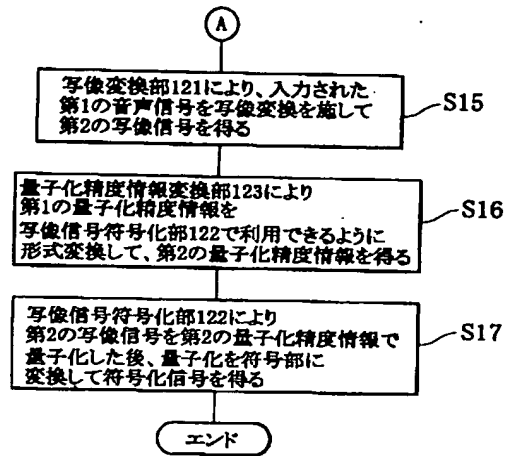 A
写像変換部121により、入力された
第1の音声信号を写像変換を施して
第2の写像信号を得る
S15
量子化精度情報変換部123により
第1の量子化精度情報を
写像信号符号化部122で利用できるように
形式変換して、第2の量子化精度情報を得る
S16
写像信号符号化部122により
第2の写像信号を第2の量子化精度情報で
量子化した後、量子化を符号部に
変換して符号化信号を得る
S17
エンド